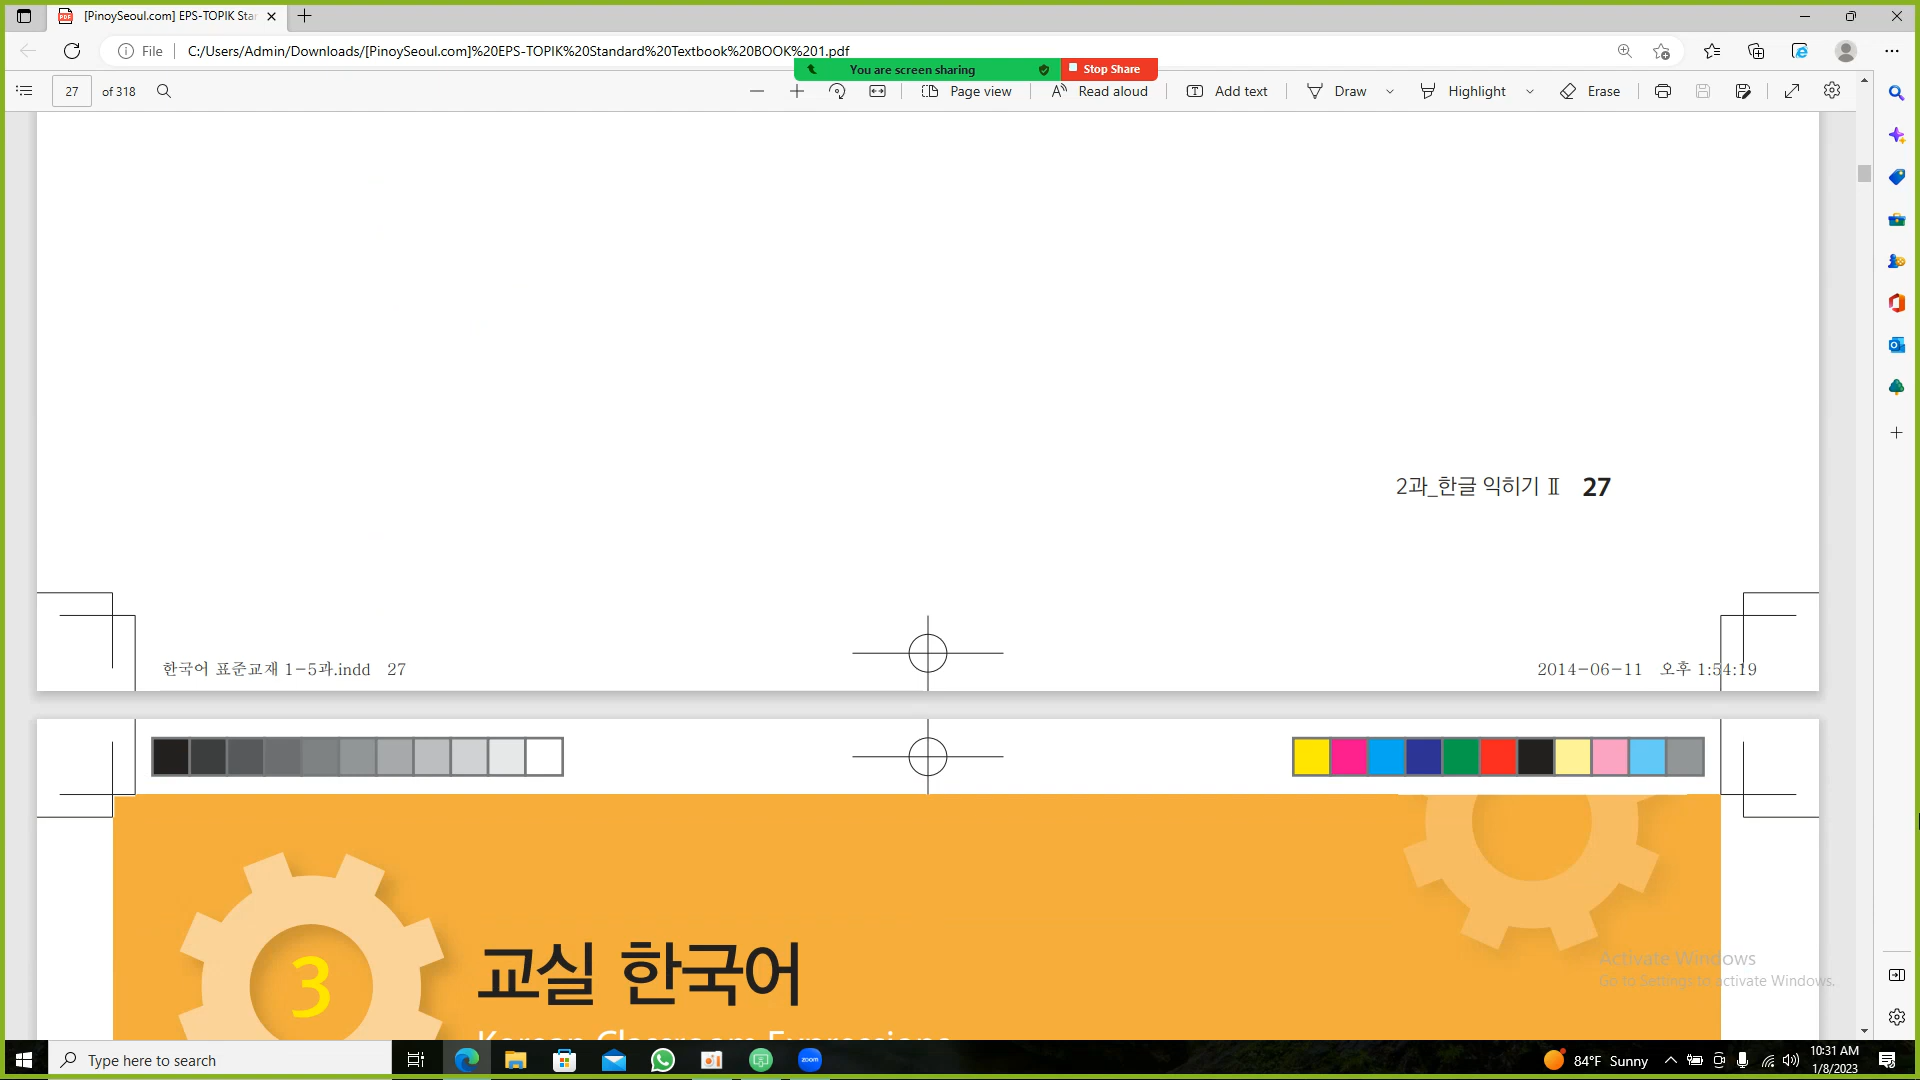 [PinoySeoul.com] EPS-TOPIK Sta
File
C:/Users/Admin/Downloads/[PinoySeoul.com]%20EPS-TOPIK%20Standard%20Textbook%20BOOK%201.pdf
You are screen sharing
Stop Share
27
of 318
Page view
Read aloud
Add text
Draw
Highlight
Erase
2과_한글 익히기 Ⅱ 27
한국어 표준교재 1-5과.indd 27
2014-06-11 오후 1:54:19
3
교실 한국어
Korean Classroom Expressions
Activate Windows
Go to Settings to activate Windows.
Type here to search
zoom
84°F Sunny
10:31 AM
1/8/2023